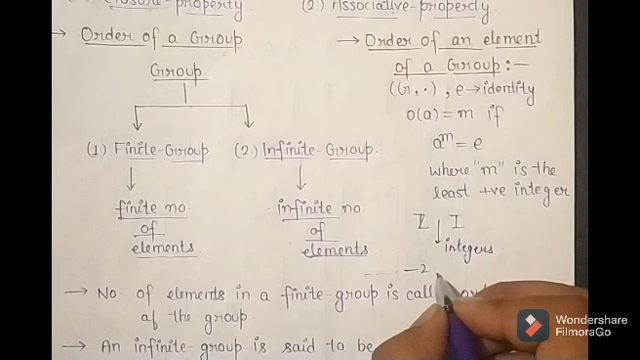 Closure-property (2) Associative-property
→ Order of a Group
Group
(1) Finite-Group (2) Infinite-Group
finite no
of
elements
infinite no
of
elements
→ Order of an element
of a Group :-
(G, ·), e→identity
o(a) = m if
a^m = e
where "m" is the
least +ve integer
Z I
integers
-2
→ No of elements in a finite-group is
of the group.
→ An infinite-group is said to be
Wondershare
FilmoraGo